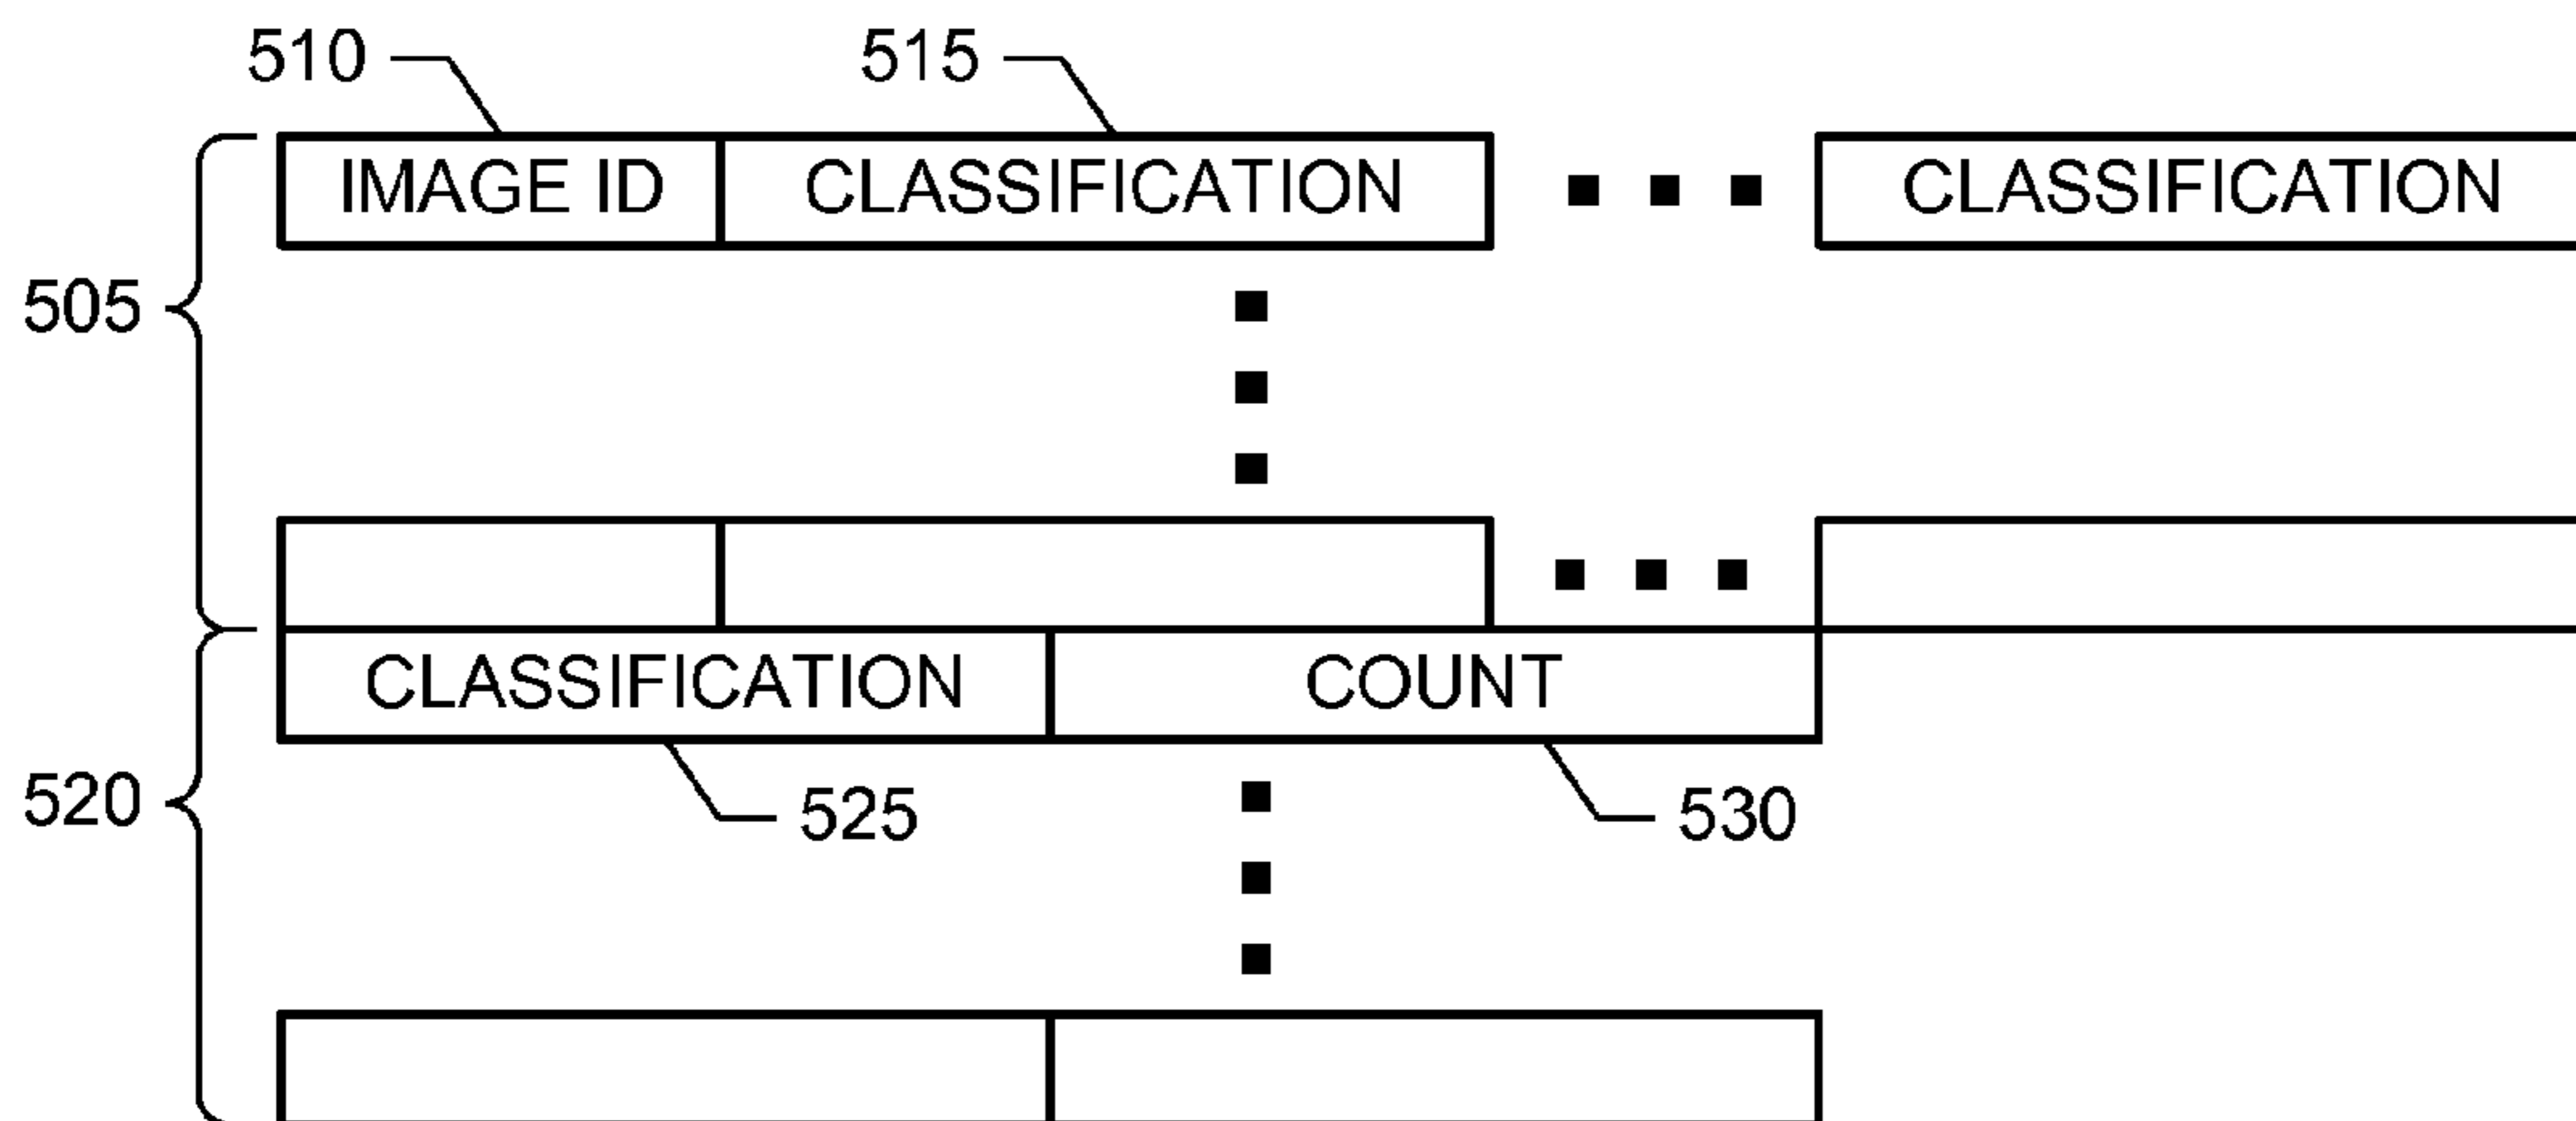 510 515
IMAGE ID CLASSIFICATION CLASSIFICATION
505
CLASSIFICATION COUNT
520 525 530